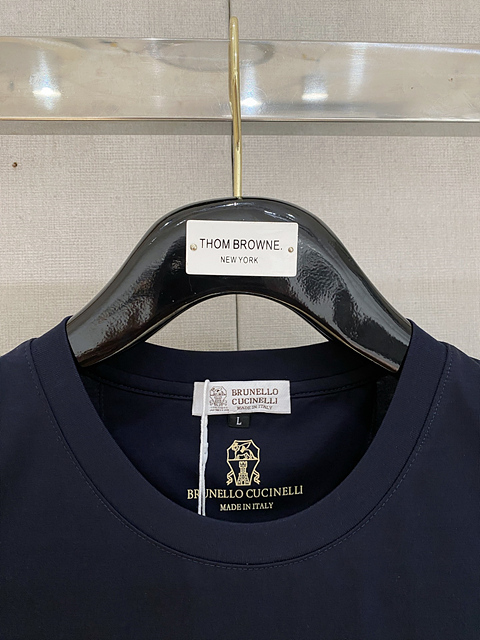 THOM BROWNE.
NEW YORK
BRUNELLO
CUCINELLI
MADE IN ITALY
L
BRUNELLO CUCINELLI
MADE IN ITALY